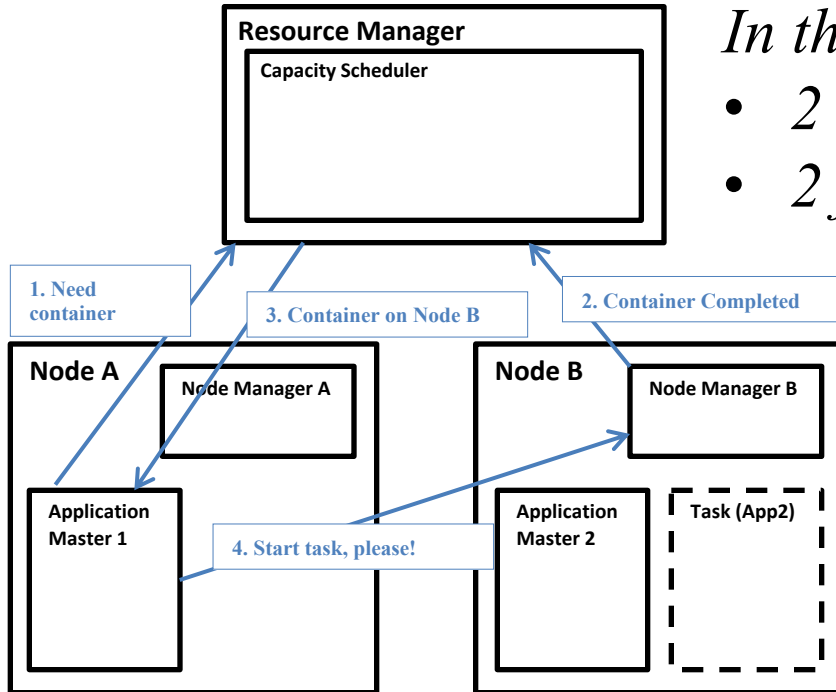 Resource Manager
Capacity Scheduler
In th
• 2
• 2 j
1. Need
container
3. Container on Node B
2. Container Completed
Node A
Node Manager A
Application
Master 1
4. Start task, please!
Node B
Node Manager B
Application
Master 2
Task (App2)